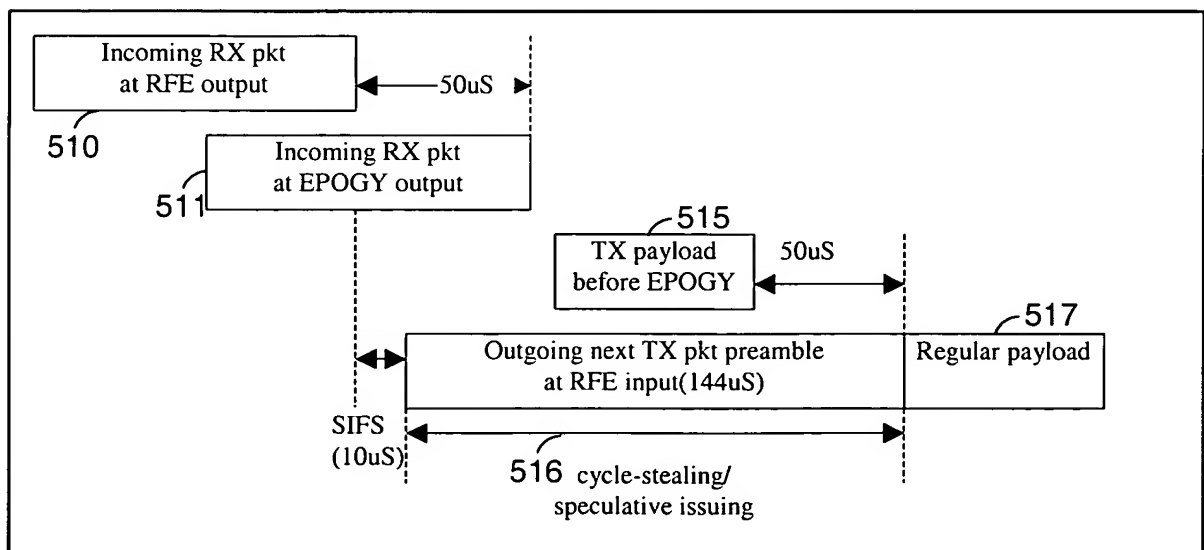 Incoming RX pkt
at RFE output
50uS
510
Incoming RX pkt
at EPOGY output
511
515
TX payload
before EPOGY
50uS
517
Outgoing next TX pkt preamble
at RFE input(144uS)
Regular payload
SIFS
(10uS)
516
cycle-stealing/
speculative issuing